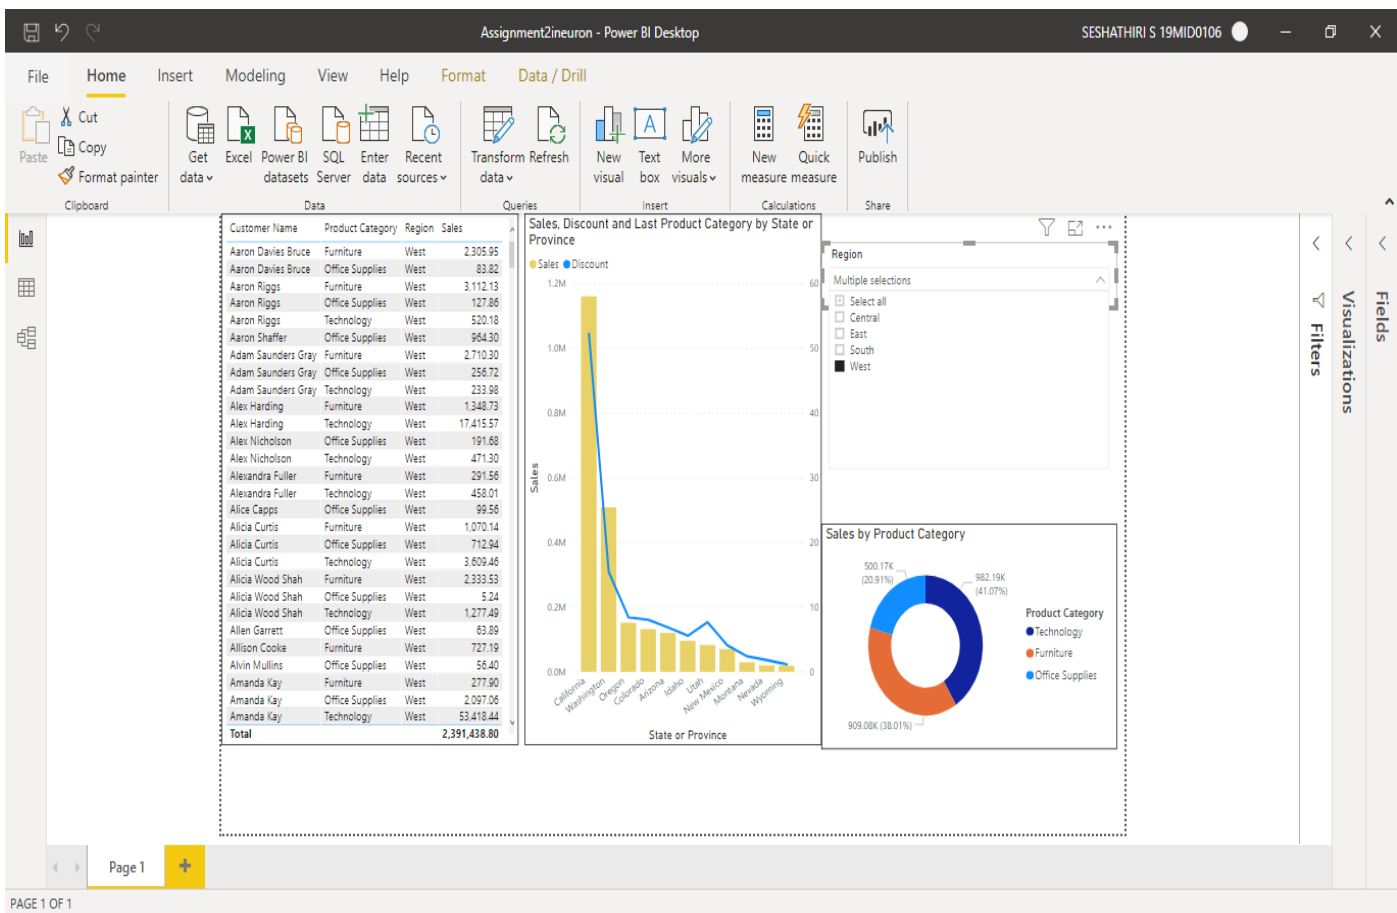 Assignment2ineuron - Power BI Desktop
SESHATHIRI S 19MID0106
File Home Insert Modeling View Help Format Data / Drill
Paste
Cut
Copy
Format painter
Clipboard
Get data
Excel
Power BI datasets
SQL Server
Enter data
Recent sources
Data
Transform data
Refresh
Queries
New visual
Text box
More visuals
Insert
New measure
Quick measure
Calculations
Publish
Share
Customer Name Product Category Region Sales
Aaron Davies Bruce Furniture West 2,305.95
Aaron Davies Bruce Office Supplies West 83.82
Aaron Riggs Furniture West 3,112.13
Aaron Riggs Office Supplies West 127.86
Aaron Riggs Technology West 520.18
Aaron Shaffer Office Supplies West 964.30
Adam Saunders Gray Furniture West 2,710.30
Adam Saunders Gray Office Supplies West 256.72
Adam Saunders Gray Technology West 233.98
Alex Harding Furniture West 1,348.73
Alex Harding Technology West 17,415.57
Alex Nicholson Office Supplies West 191.68
Alex Nicholson Technology West 471.30
Alexandra Fuller Furniture West 291.56
Alexandra Fuller Technology West 458.01
Alice Capps Office Supplies West 99.56
Alicia Curtis Furniture West 1,070.14
Alicia Curtis Office Supplies West 712.94
Alicia Curtis Technology West 3,609.46
Alicia Wood Shah Furniture West 2,333.53
Alicia Wood Shah Office Supplies West 5.24
Alicia Wood Shah Technology West 1,277.49
Allen Garrett Office Supplies West 63.89
Allison Cooke Furniture West 727.19
Alvin Mullins Office Supplies West 56.40
Amanda Kay Furniture West 277.90
Amanda Kay Office Supplies West 2,097.06
Amanda Kay Technology West 53,418.44
Total 2,391,438.80
Sales, Discount and Last Product Category by State or
Province
Sales Discount
1.2M 60
1.0M 50
0.8M 40
0.6M 30
0.4M 20
0.2M 10
0.0M 0
Sales
California Washington Oregon Colorado Arizona Idaho Utah New Mexico Montana Nevada Wyoming
State or Province
Region
Multiple selections
Select all
Central
East
South
West
Sales by Product Category
500.17K
(20.91%)
982.19K
(41.07%)
909.08K (38.01%)
Product Category
Technology
Furniture
Office Supplies
Filters
Visualizations
Fields
Page 1
PAGE 1 OF 1